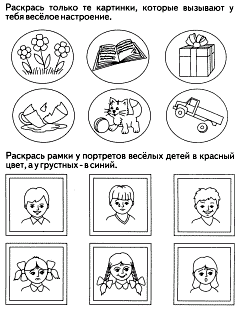 Раскрась только те картинки, которые вызывают у
тебя весёлое настроение.
Раскрась рамки у портретов весёлых детей в красный
цвет, а у грустных - в синий.